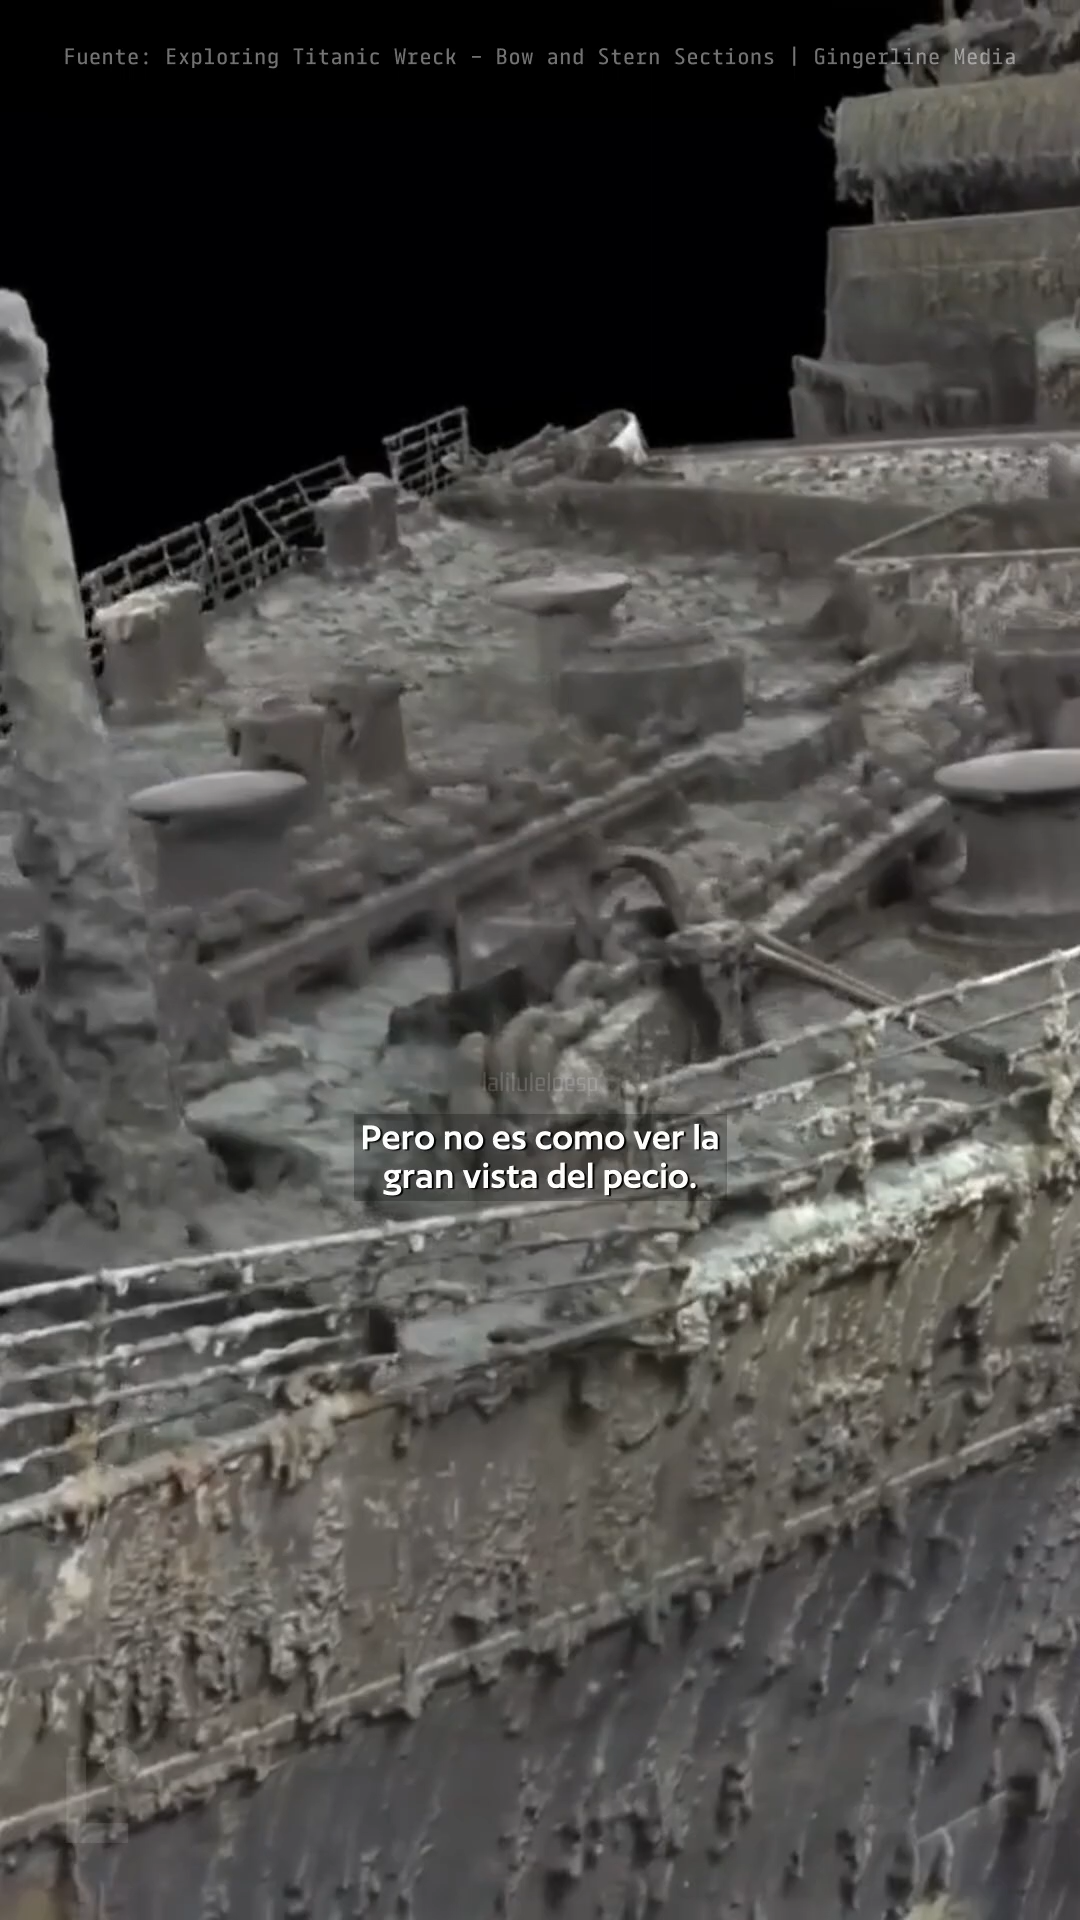 Fuente: Exploring Titanic Wreck – Bow and Stern Sections | Gingerline Media
Pero no es como ver la
gran vista del pecio.